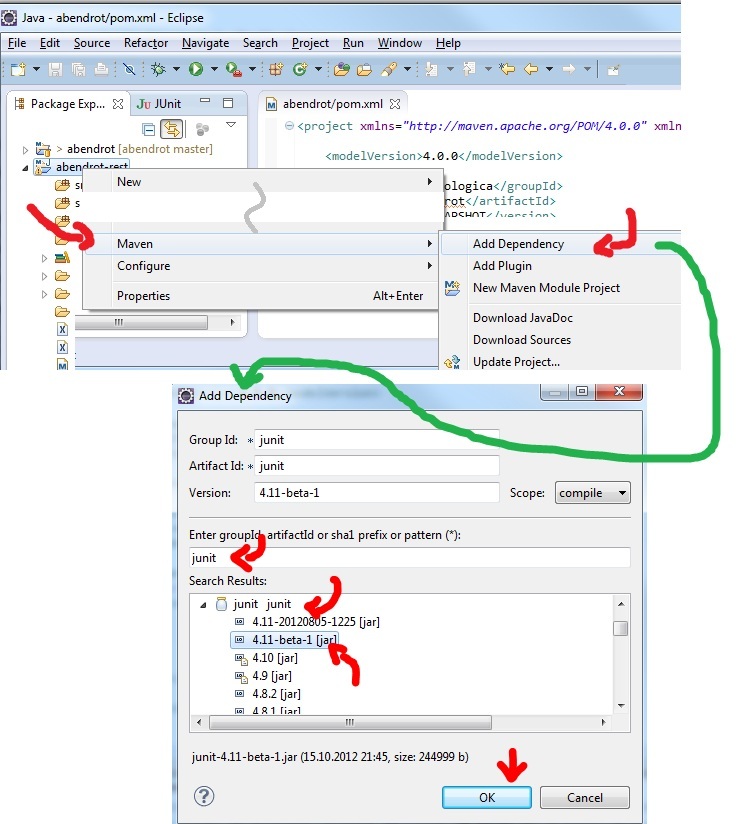 Java - abendrot/pom.xml - Eclipse
File Edit Source Refactor Navigate Search Project Run Window Help
Package Exp... JUnit
abendrot/pom.xml
> abendrot [abendrot master]
abendrot-rest
<project xmlns="http://maven.apache.org/POM/4.0.0" xmln
<modelVersion>4.0.0</modelVersion>
ologica</groupId>
rot</artifactId>
SHOT</version>
New
s
Maven
Configure
Properties Alt+Enter
Add Dependency
Add Plugin
New Maven Module Project
Download JavaDoc
Download Sources
Update Project...
Add Dependency
Group Id: * junit
Artifact Id: * junit
Version: 4.11-beta-1 Scope: compile
Enter groupId, artifactId or sha1 prefix or pattern (*):
junit
Search Results:
junit junit
4.11-20120805-1225 [jar]
4.11-beta-1 [jar]
4.10 [jar]
4.9 [jar]
4.8.2 [jar]
4.8.1 [jar]
junit-4.11-beta-1.jar (15.10.2012 21:45, size: 244999 b)
OK Cancel